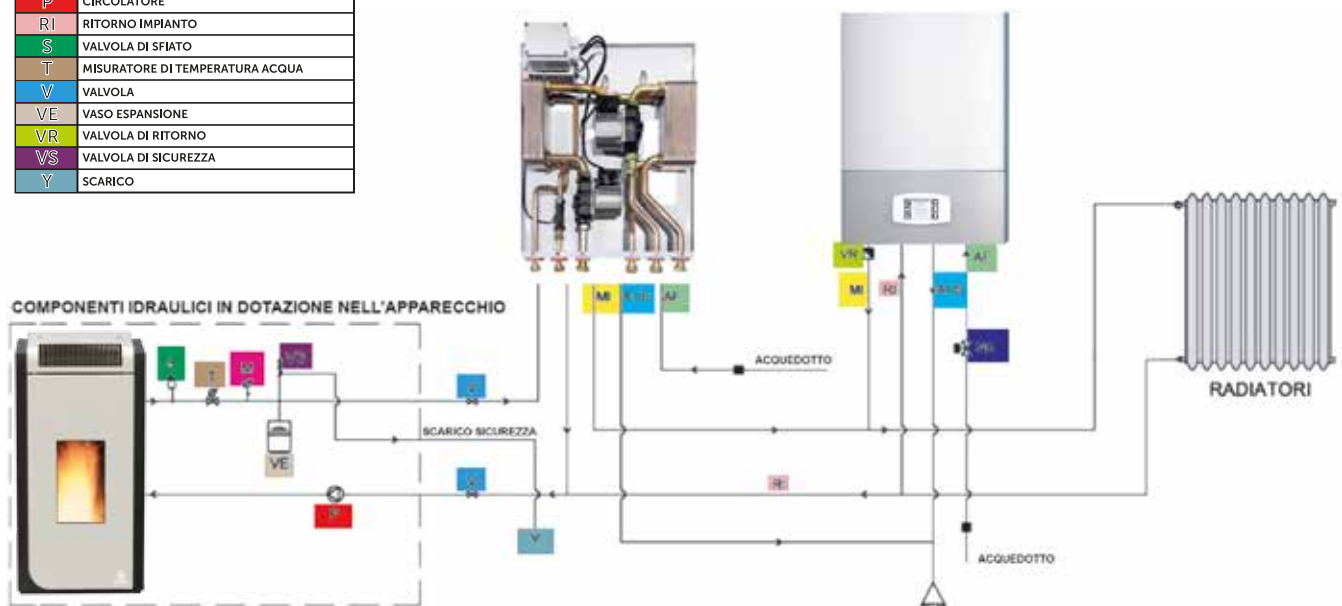 P CIRCOLATORE
RI RITORNO IMPIANTO
S VALVOLA DI SFIATO
T MISURATORE DI TEMPERATURA ACQUA
V VALVOLA
VE VASO ESPANSIONE
VR VALVOLA DI RITORNO
VS VALVOLA DI SICUREZZA
Y SCARICO
VR AF
MI RI
MI AF
COMPONENTI IDRAULICI IN DOTAZIONE NELL'APPARECCHIO
VS
S T M
ACQUEDOTTO
RADIATORI
V
SCARICO SICUREZZA
VE
V RI
P
Y
ACQUEDOTTO